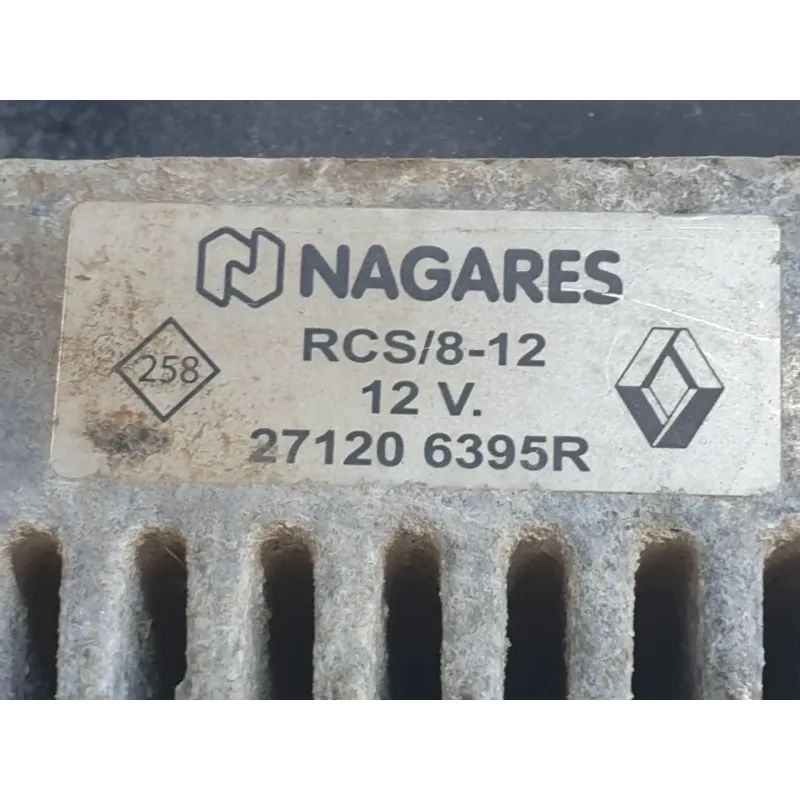 NAGARES
258
RCS/8-12
12 V.
27120 6395R